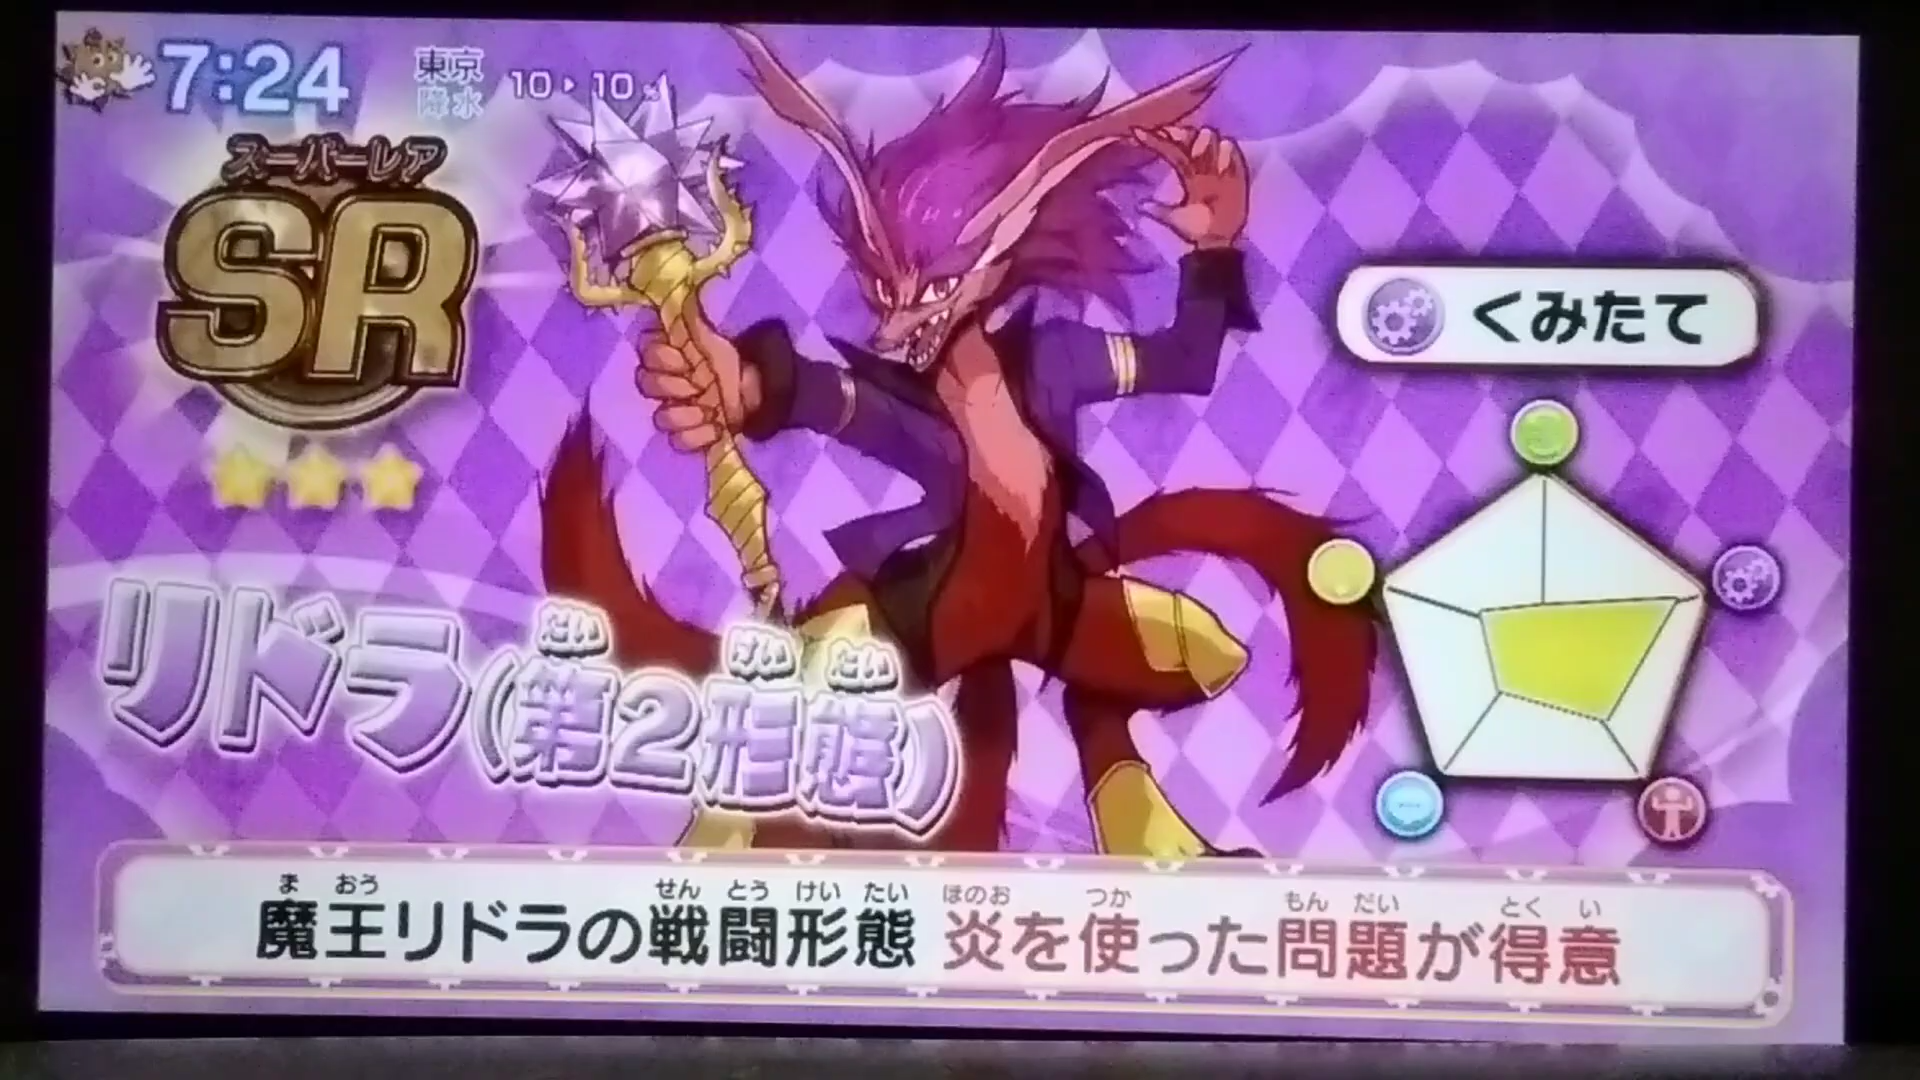 7:24
東京
降水
10▶10%
スーパーレア
SR
くみたて
リドラ(第2形態)
だい けい たい
ま おう せん とう けい たい ほのお つか もん だい とく い
魔王リドラの戦闘形態 炎を使った問題が得意